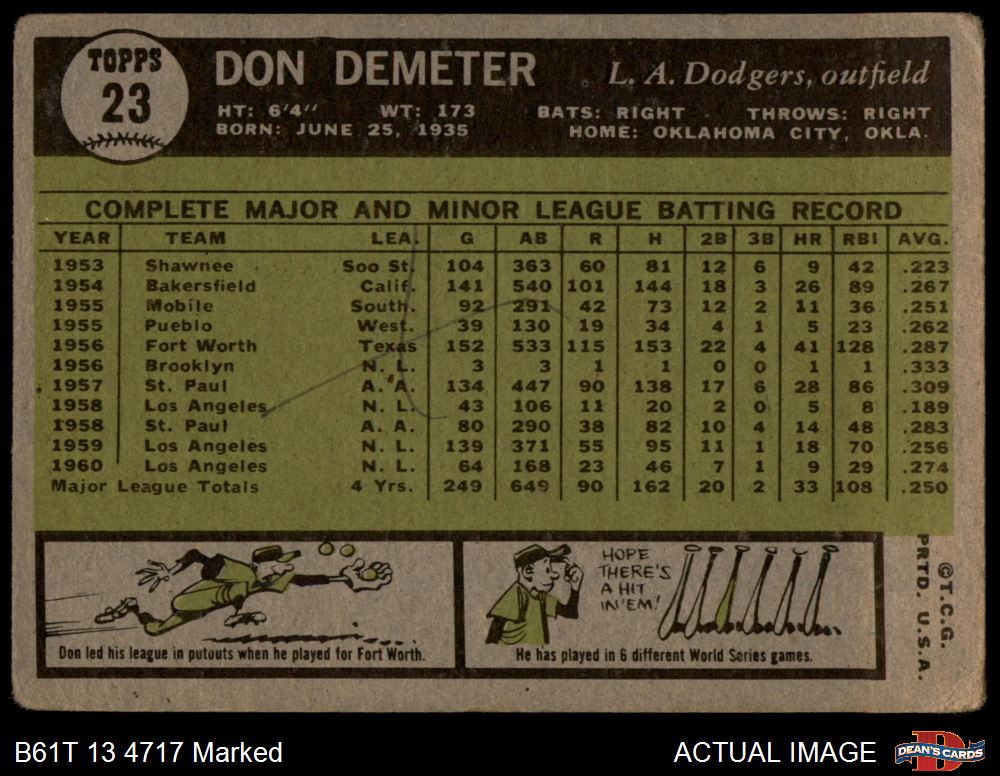 TOPPS
23
DON DEMETER L. A. Dodgers, outfield
HT: 6'4" WT: 173 BATS: RIGHT THROWS: RIGHT
BORN: JUNE 25, 1935 HOME: OKLAHOMA CITY, OKLA.
COMPLETE MAJOR AND MINOR LEAGUE BATTING RECORD
YEAR TEAM LEA. G AB R H 2B 3B HR RBI AVG.
1953 Shawnee Soo St. 104 363 60 81 12 6 9 42 .223
1954 Bakersfield Calif. 141 540 101 144 18 3 26 89 .267
1955 Mobile South. 92 291 42 73 12 2 11 36 .251
1955 Pueblo West. 39 130 19 34 4 1 5 23 .262
1956 Fort Worth Texas 152 533 115 153 22 4 41 128 .287
1956 Brooklyn N. L. 3 3 1 1 0 0 1 1 .333
1957 St. Paul A. A. 134 447 90 138 17 6 28 86 .309
1958 Los Angeles N. L. 43 106 11 20 2 0 5 8 .189
1958 St. Paul A. A. 80 290 38 82 10 4 14 48 .283
1959 Los Angeles N. L. 139 371 55 95 11 1 18 70 .256
1960 Los Angeles N. L. 64 168 23 46 7 1 9 29 .274
Major League Totals 4 Yrs. 249 649 90 162 20 2 33 108 .250
HOPE
THERE'S
A HIT
IN 'EM!
Don led his league in putouts when he played for Fort Worth.
He has played in 6 different World Series games.
©T.C.G.
PRTD. U.S.A.
B61T 13 4717 Marked
ACTUAL IMAGE
D
DEAN'S CARDS